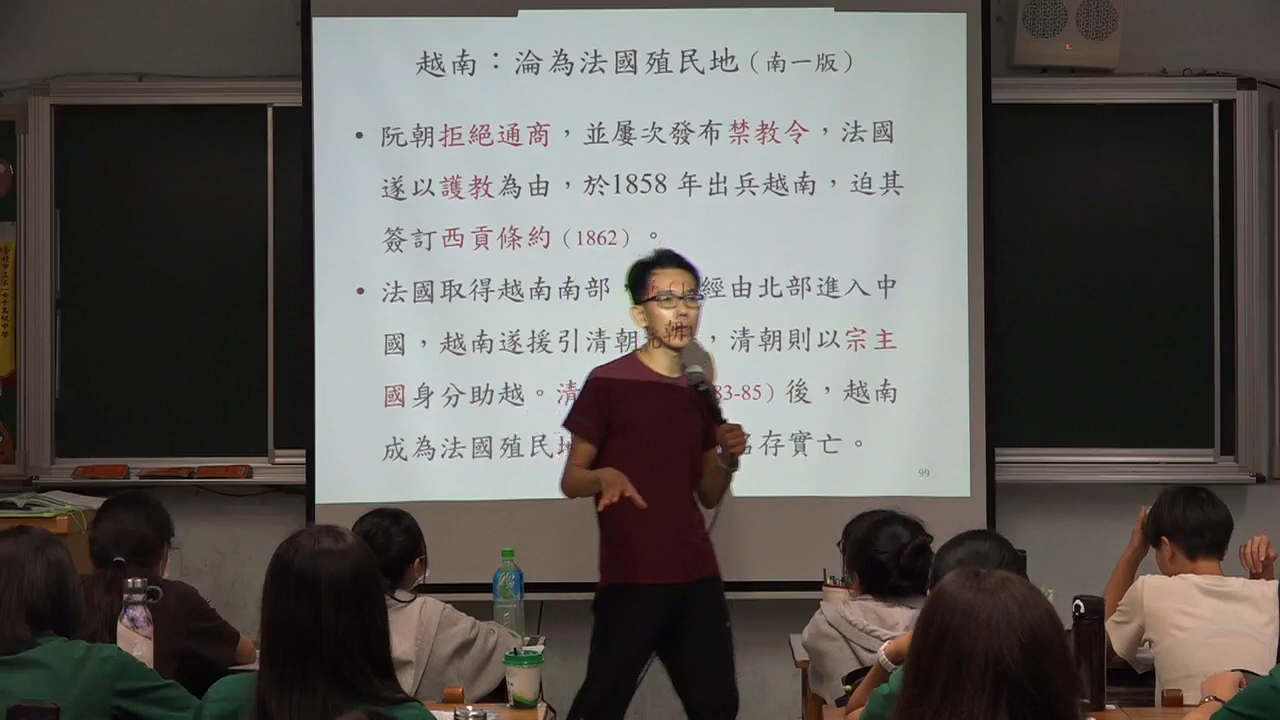 越南：淪為法國殖民地（南一版）
• 阮朝拒絕通商，並屢次發布禁教令，法國
遂以護教為由，於1858 年出兵越南，迫其
簽訂西貢條約（1862）。
• 法國取得越南南部，經由北部進入中
國，越南遂援引清朝，清朝則以宗主
國身分助越。清 83-85）後，越南
成為法國殖民地 名存實亡。
99